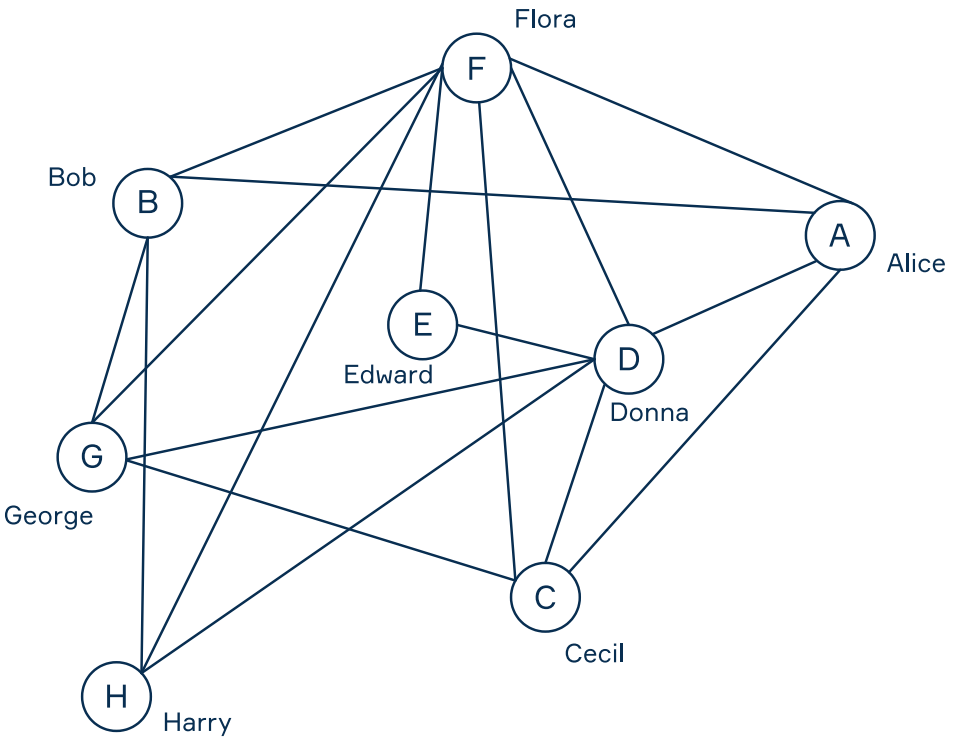 Flora
F
Bob
B
A
Alice
E
Edward
D
Donna
G
George
C
Cecil
H
Harry